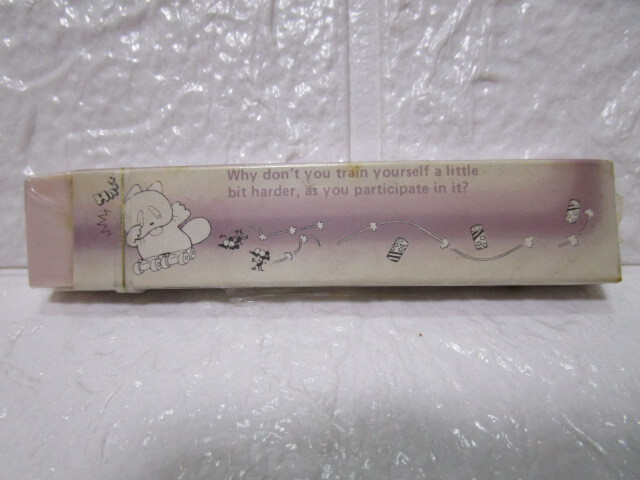 Why don't you train yourself a little
bit harder, as you participate in it?